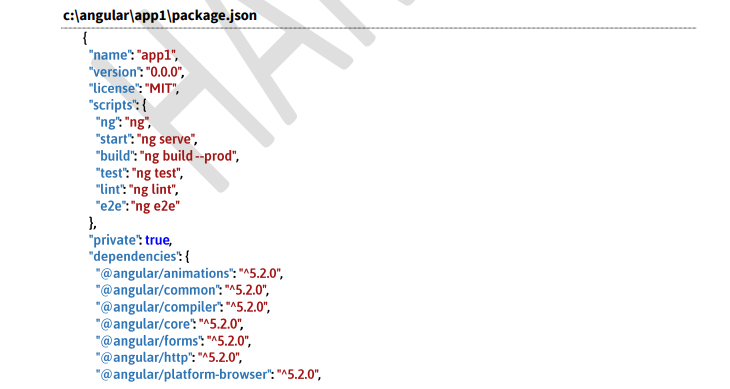 c:\angular\app1\package.json
{
"name": "app1",
"version": "0.0.0",
"license": "MIT",
"scripts": {
"ng": "ng",
"start": "ng serve",
"build": "ng build --prod",
"test": "ng test",
"lint": "ng lint",
"e2e": "ng e2e"
},
"private": true,
"dependencies": {
"@angular/animations": "^5.2.0",
"@angular/common": "^5.2.0",
"@angular/compiler": "^5.2.0",
"@angular/core": "^5.2.0",
"@angular/forms": "^5.2.0",
"@angular/http": "^5.2.0",
"@angular/platform-browser": "^5.2.0",